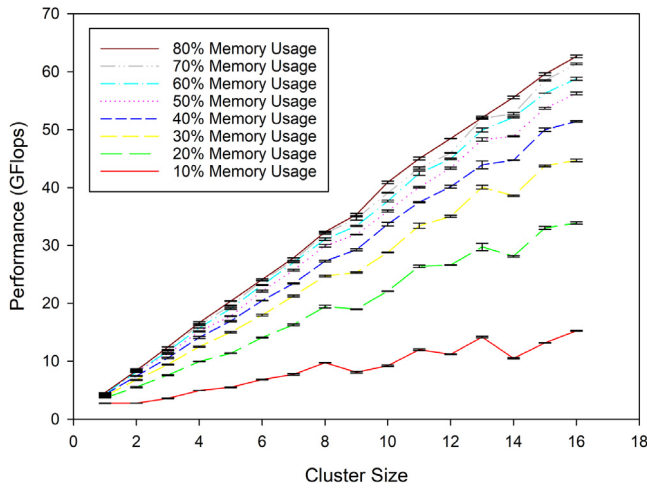 70
60
50
40
30
20
10
0
Performance (GFlops)
80% Memory Usage
70% Memory Usage
60% Memory Usage
50% Memory Usage
40% Memory Usage
30% Memory Usage
20% Memory Usage
10% Memory Usage
0 2 4 6 8 10 12 14 16 18
Cluster Size